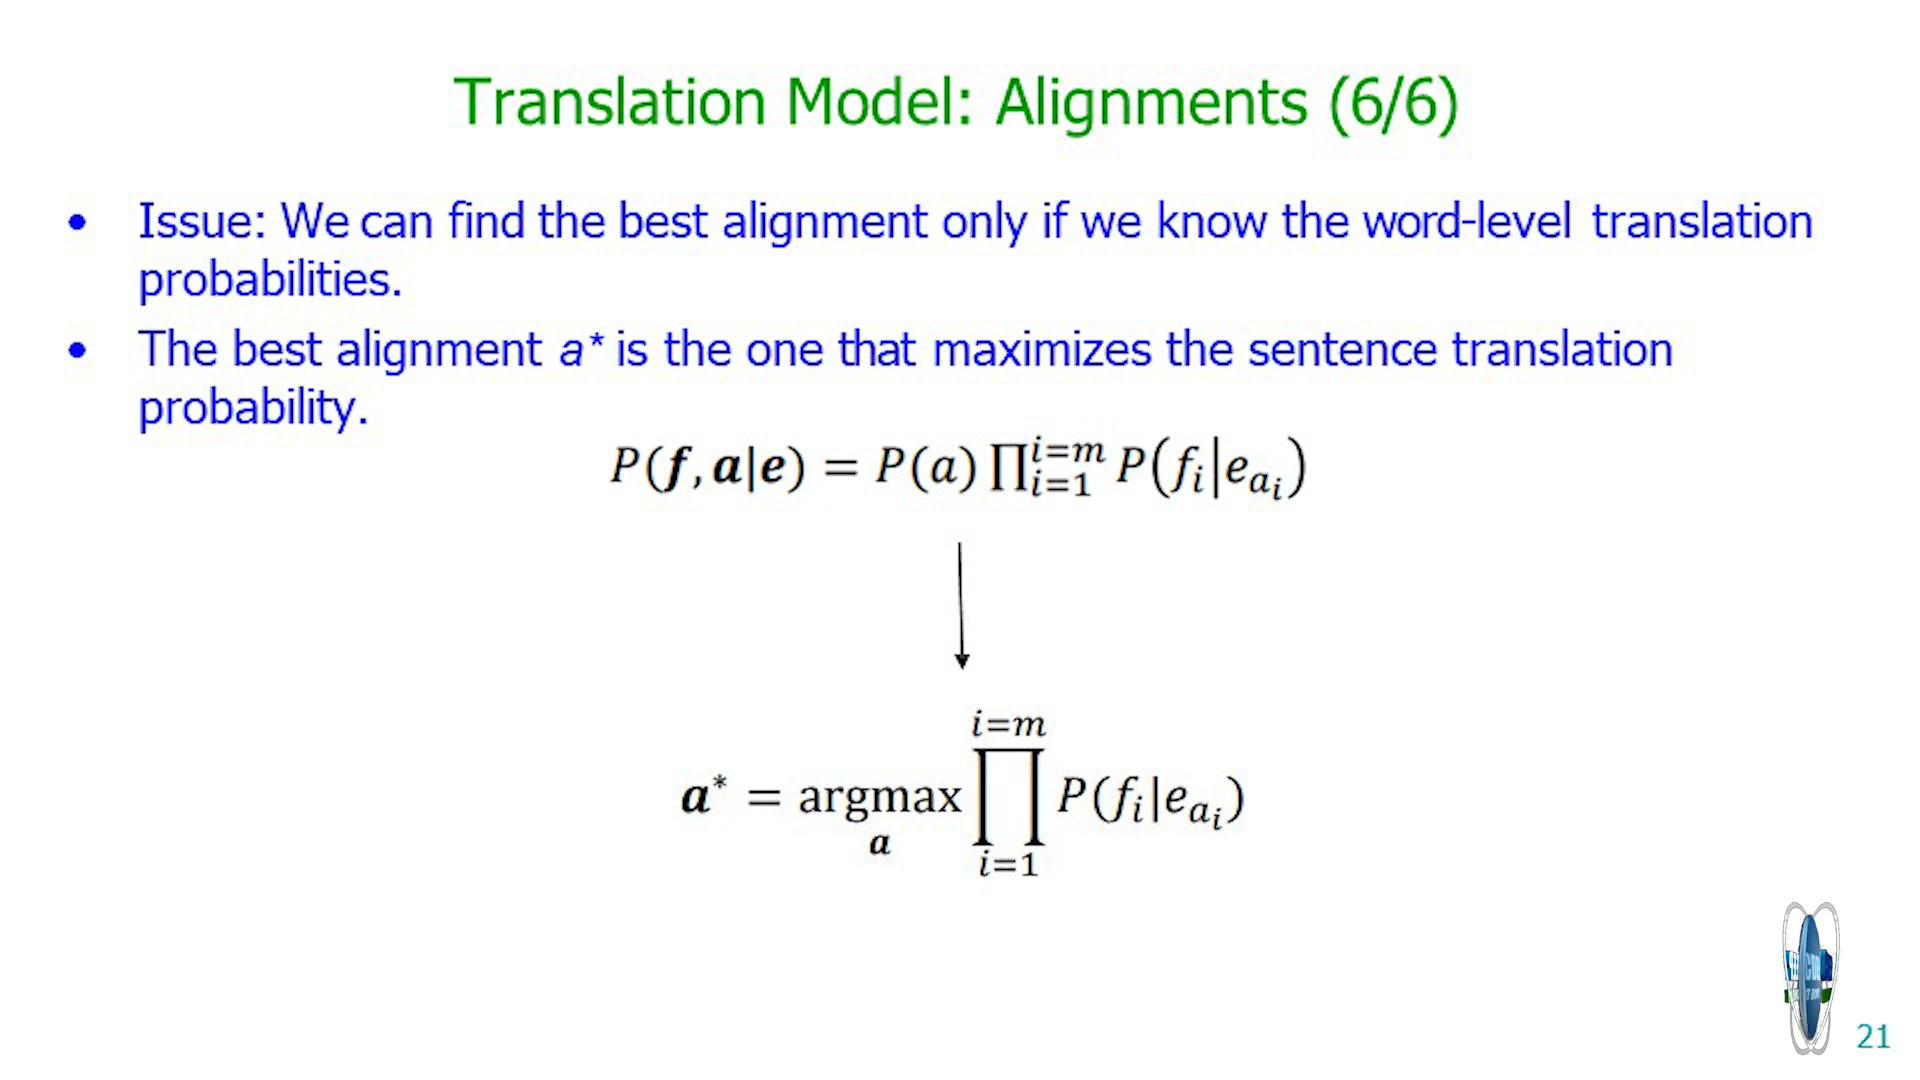 Translation Model: Alignments (6/6)
• Issue: We can find the best alignment only if we know the word-level translation
probabilities.
• The best alignment a* is the one that maximizes the sentence translation
probability.
P(f, a|e) = P(a) ∏_{i=1}^{i=m} P(f_i|e_{a_i})
a* = argmax_a ∏_{i=1}^{i=m} P(f_i|e_{a_i})
21